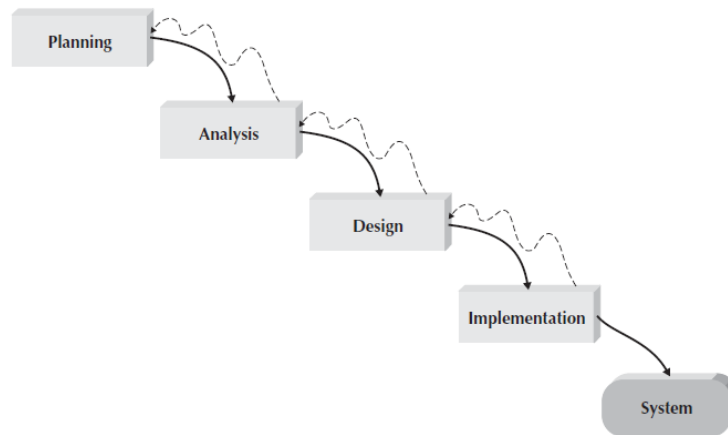 Planning
Analysis
Design
Implementation
System